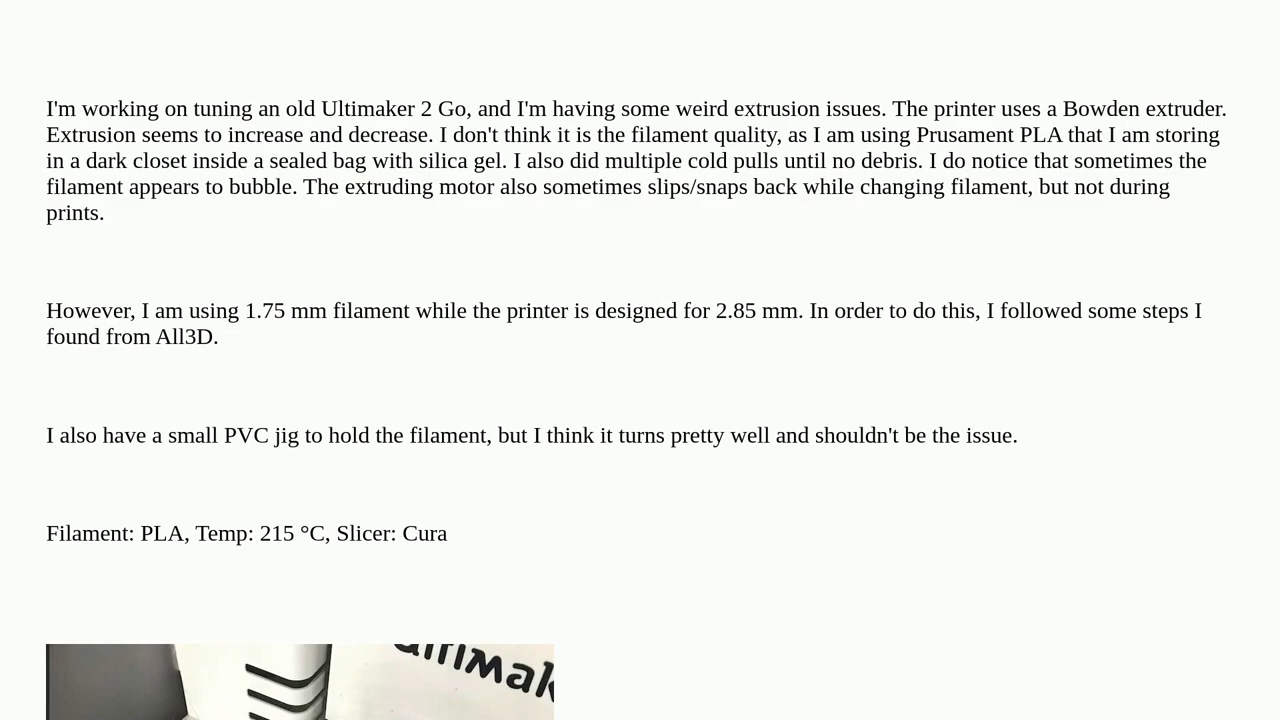 I'm working on tuning an old Ultimaker 2 Go, and I'm having some weird extrusion issues. The printer uses a Bowden extruder.
Extrusion seems to increase and decrease. I don't think it is the filament quality, as I am using Prusament PLA that I am storing
in a dark closet inside a sealed bag with silica gel. I also did multiple cold pulls until no debris. I do notice that sometimes the
filament appears to bubble. The extruding motor also sometimes slips/snaps back while changing filament, but not during
prints.
However, I am using 1.75 mm filament while the printer is designed for 2.85 mm. In order to do this, I followed some steps I
found from All3D.
I also have a small PVC jig to hold the filament, but I think it turns pretty well and shouldn't be the issue.
Filament: PLA, Temp: 215 °C, Slicer: Cura